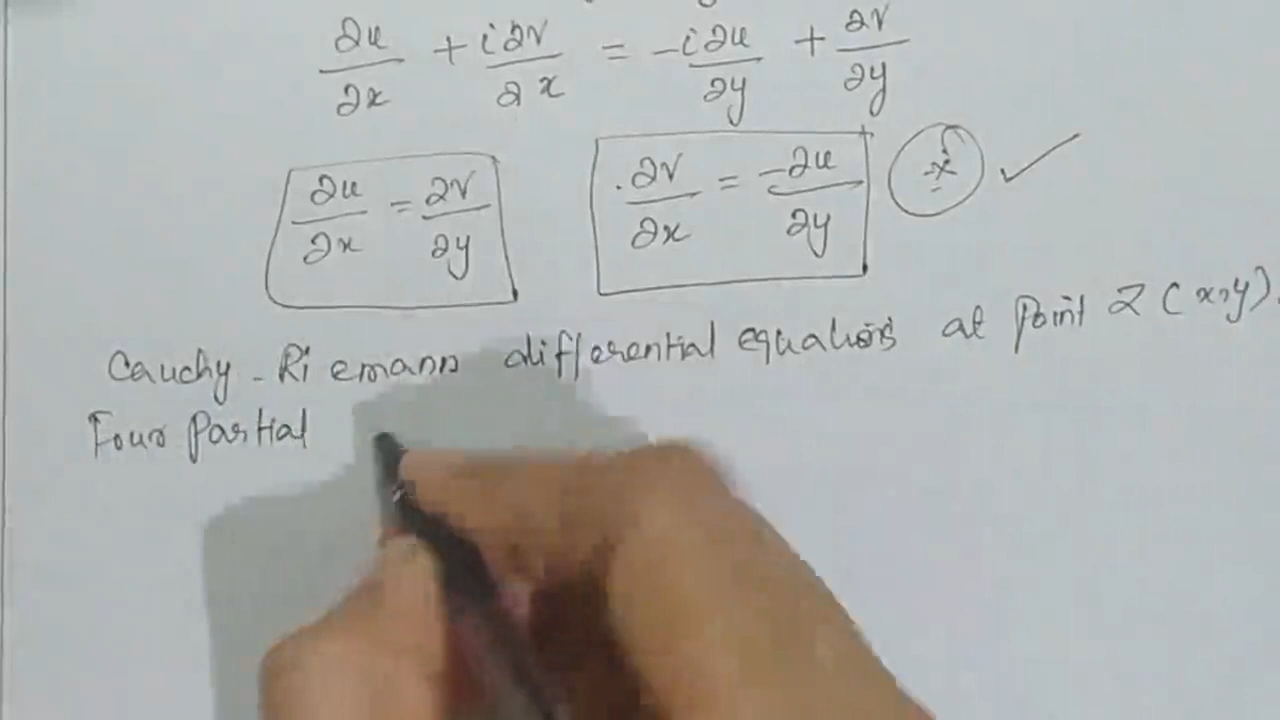 ∂u/∂x + i∂v/∂x = -i∂u/∂y + ∂v/∂y
∂u/∂x = ∂v/∂y
∂v/∂x = -∂u/∂y
Cauchy-Riemann differential equations at point Z(x,y).
Four partial